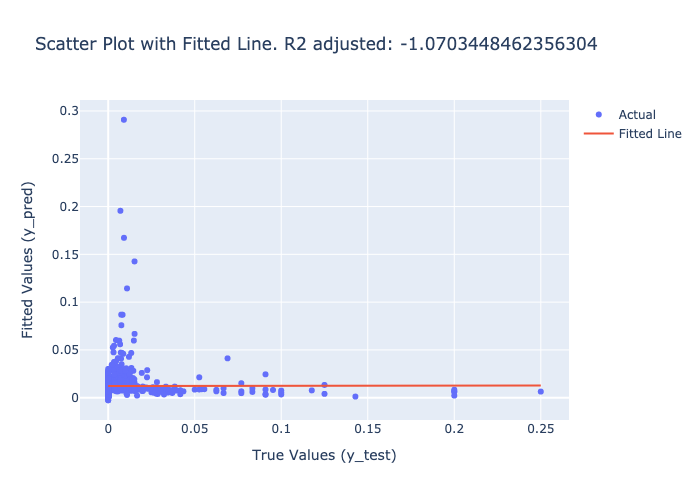 Scatter Plot with Fitted Line. R2 adjusted: -1.0703448462356304
Actual
Fitted Line
Fitted Values (y_pred)
0.3
0.25
0.2
0.15
0.1
0.05
0
0
0.05
0.1
0.15
0.2
0.25
True Values (y_test)